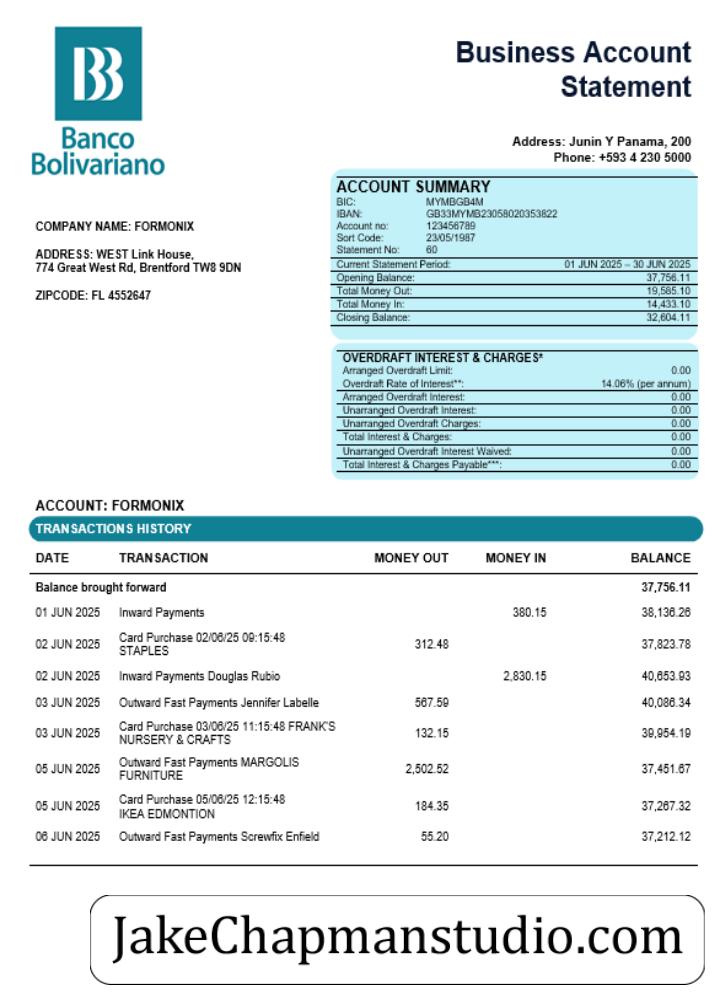 Business Account
Statement
Banco
Bolivariano
Address: Junin Y Panama, 200
Phone: +593 4 230 5000
COMPANY NAME: FORMONIX
ADDRESS: WEST Link House,
774 Great West Rd, Brentford TW8 9DN
ZIPCODE: FL 4552647
ACCOUNT SUMMARY
BIC: MYMBGB4M
IBAN: GB33MYMB23058020353822
Account no: 123456789
Sort Code: 23/05/1987
Statement No: 60
Current Statement Period: 01 JUN 2025 – 30 JUN 2025
Opening Balance: 37,756.11
Total Money Out: 19,585.10
Total Money In: 14,433.10
Closing Balance: 32,604.11
OVERDRAFT INTEREST & CHARGES*
Arranged Overdraft Limit: 0.00
Overdraft Rate of Interest**: 14.06% (per annum)
Arranged Overdraft Interest: 0.00
Unarranged Overdraft Interest: 0.00
Unarranged Overdraft Charges: 0.00
Total Interest & Charges: 0.00
Unarranged Overdraft Interest Waived: 0.00
Total Interest & Charges Payable***: 0.00
ACCOUNT: FORMONIX
TRANSACTIONS HISTORY
DATE TRANSACTION MONEY OUT MONEY IN BALANCE
Balance brought forward 37,756.11
01 JUN 2025 Inward Payments 380.15 38,136.26
02 JUN 2025 Card Purchase 02/06/25 09:15:48 312.48 37,823.78
STAPLES
02 JUN 2025 Inward Payments Douglas Rubio 2,830.15 40,653.93
03 JUN 2025 Outward Fast Payments Jennifer Labelle 567.59 40,086.34
03 JUN 2025 Card Purchase 03/06/25 11:15:48 FRANK'S 132.15 39,954.19
NURSERY & CRAFTS
05 JUN 2025 Outward Fast Payments MARGOLIS 2,502.52 37,451.67
FURNITURE
05 JUN 2025 Card Purchase 05/06/25 12:15:48 184.35 37,267.32
IKEA EDMONTION
06 JUN 2025 Outward Fast Payments Screwfix Enfield 55.20 37,212.12
JakeChapmanstudio.com